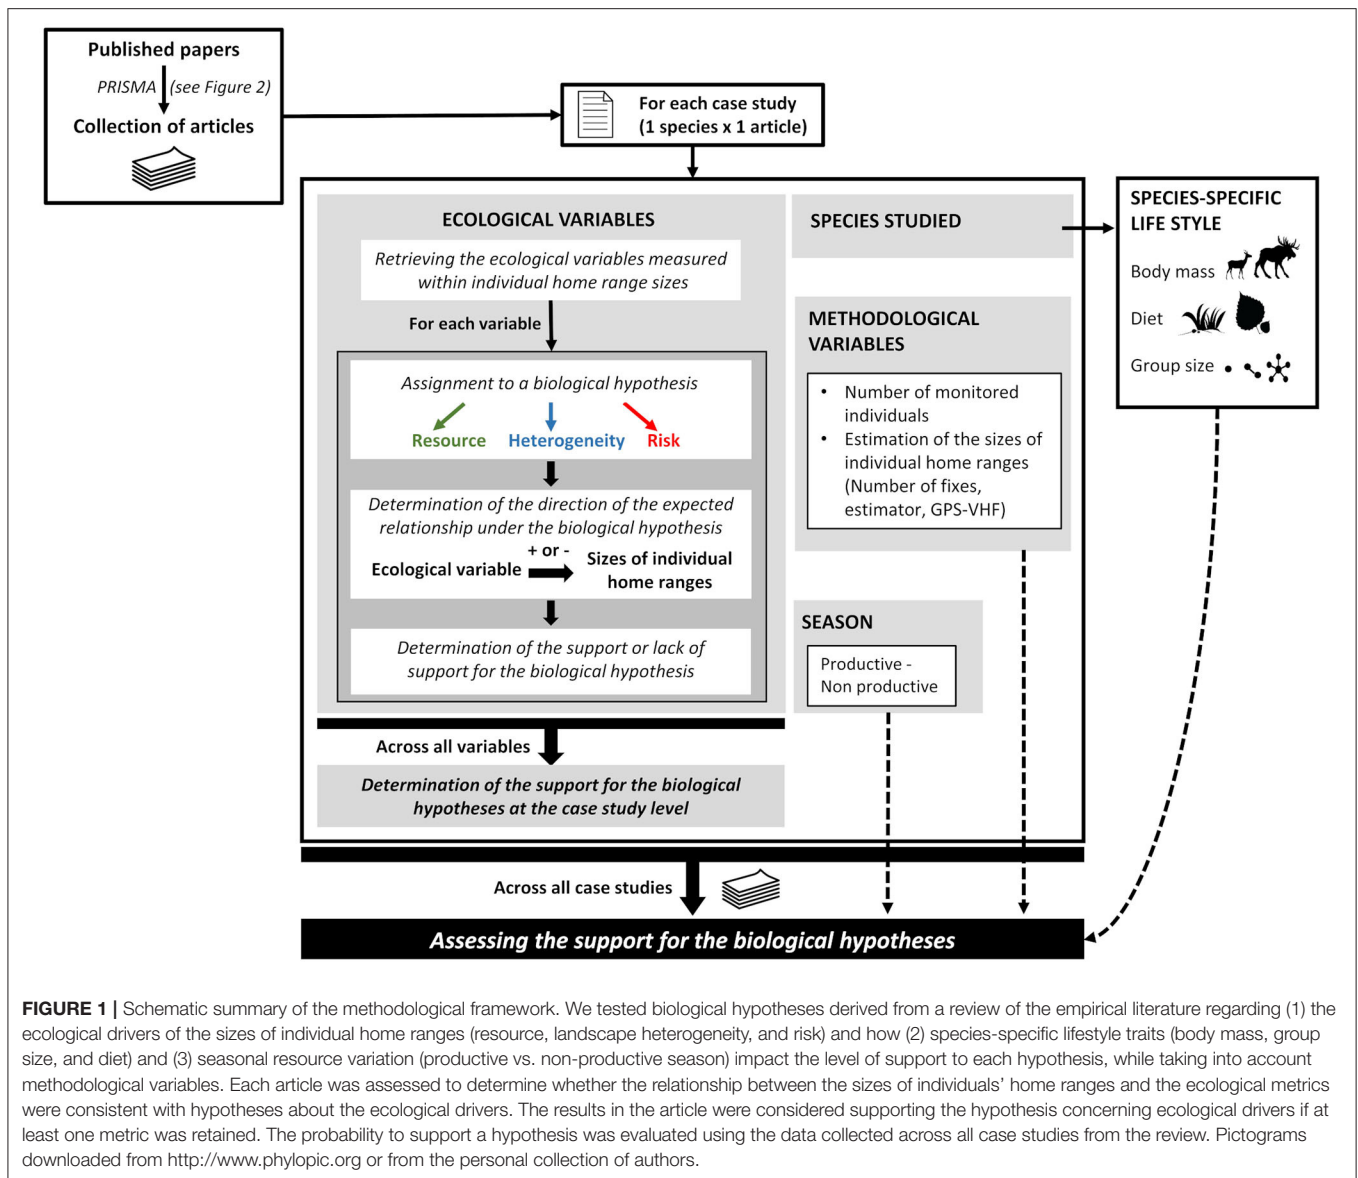 Published papers
PRISMA (see Figure 2)
Collection of articles
For each case study
(1 species x 1 article)
ECOLOGICAL VARIABLES
Retrieving the ecological variables measured
within individual home range sizes
For each variable
Assignment to a biological hypothesis
Resource Heterogeneity Risk
Determination of the direction of the expected
relationship under the biological hypothesis
+ or -
Ecological variable Sizes of individual
home ranges
Determination of the support or lack of
support for the biological hypothesis
Across all variables
Determination of the support for the biological
hypotheses at the case study level
SPECIES STUDIED
METHODOLOGICAL
VARIABLES
• Number of monitored
individuals
• Estimation of the sizes of
individual home ranges
(Number of fixes,
estimator, GPS-VHF)
SEASON
Productive -
Non productive
SPECIES-SPECIFIC
LIFE STYLE
Body mass
Diet
Group size
Across all case studies
Assessing the support for the biological hypotheses
FIGURE 1 | Schematic summary of the methodological framework. We tested biological hypotheses derived from a review of the empirical literature regarding (1) the
ecological drivers of the sizes of individual home ranges (resource, landscape heterogeneity, and risk) and how (2) species-specific lifestyle traits (body mass, group
size, and diet) and (3) seasonal resource variation (productive vs. non-productive season) impact the level of support to each hypothesis, while taking into account
methodological variables. Each article was assessed to determine whether the relationship between the sizes of individuals' home ranges and the ecological metrics
were consistent with hypotheses about the ecological drivers. The results in the article were considered supporting the hypothesis concerning ecological drivers if at
least one metric was retained. The probability to support a hypothesis was evaluated using the data collected across all case studies from the review. Pictograms
downloaded from http://www.phylopic.org or from the personal collection of authors.